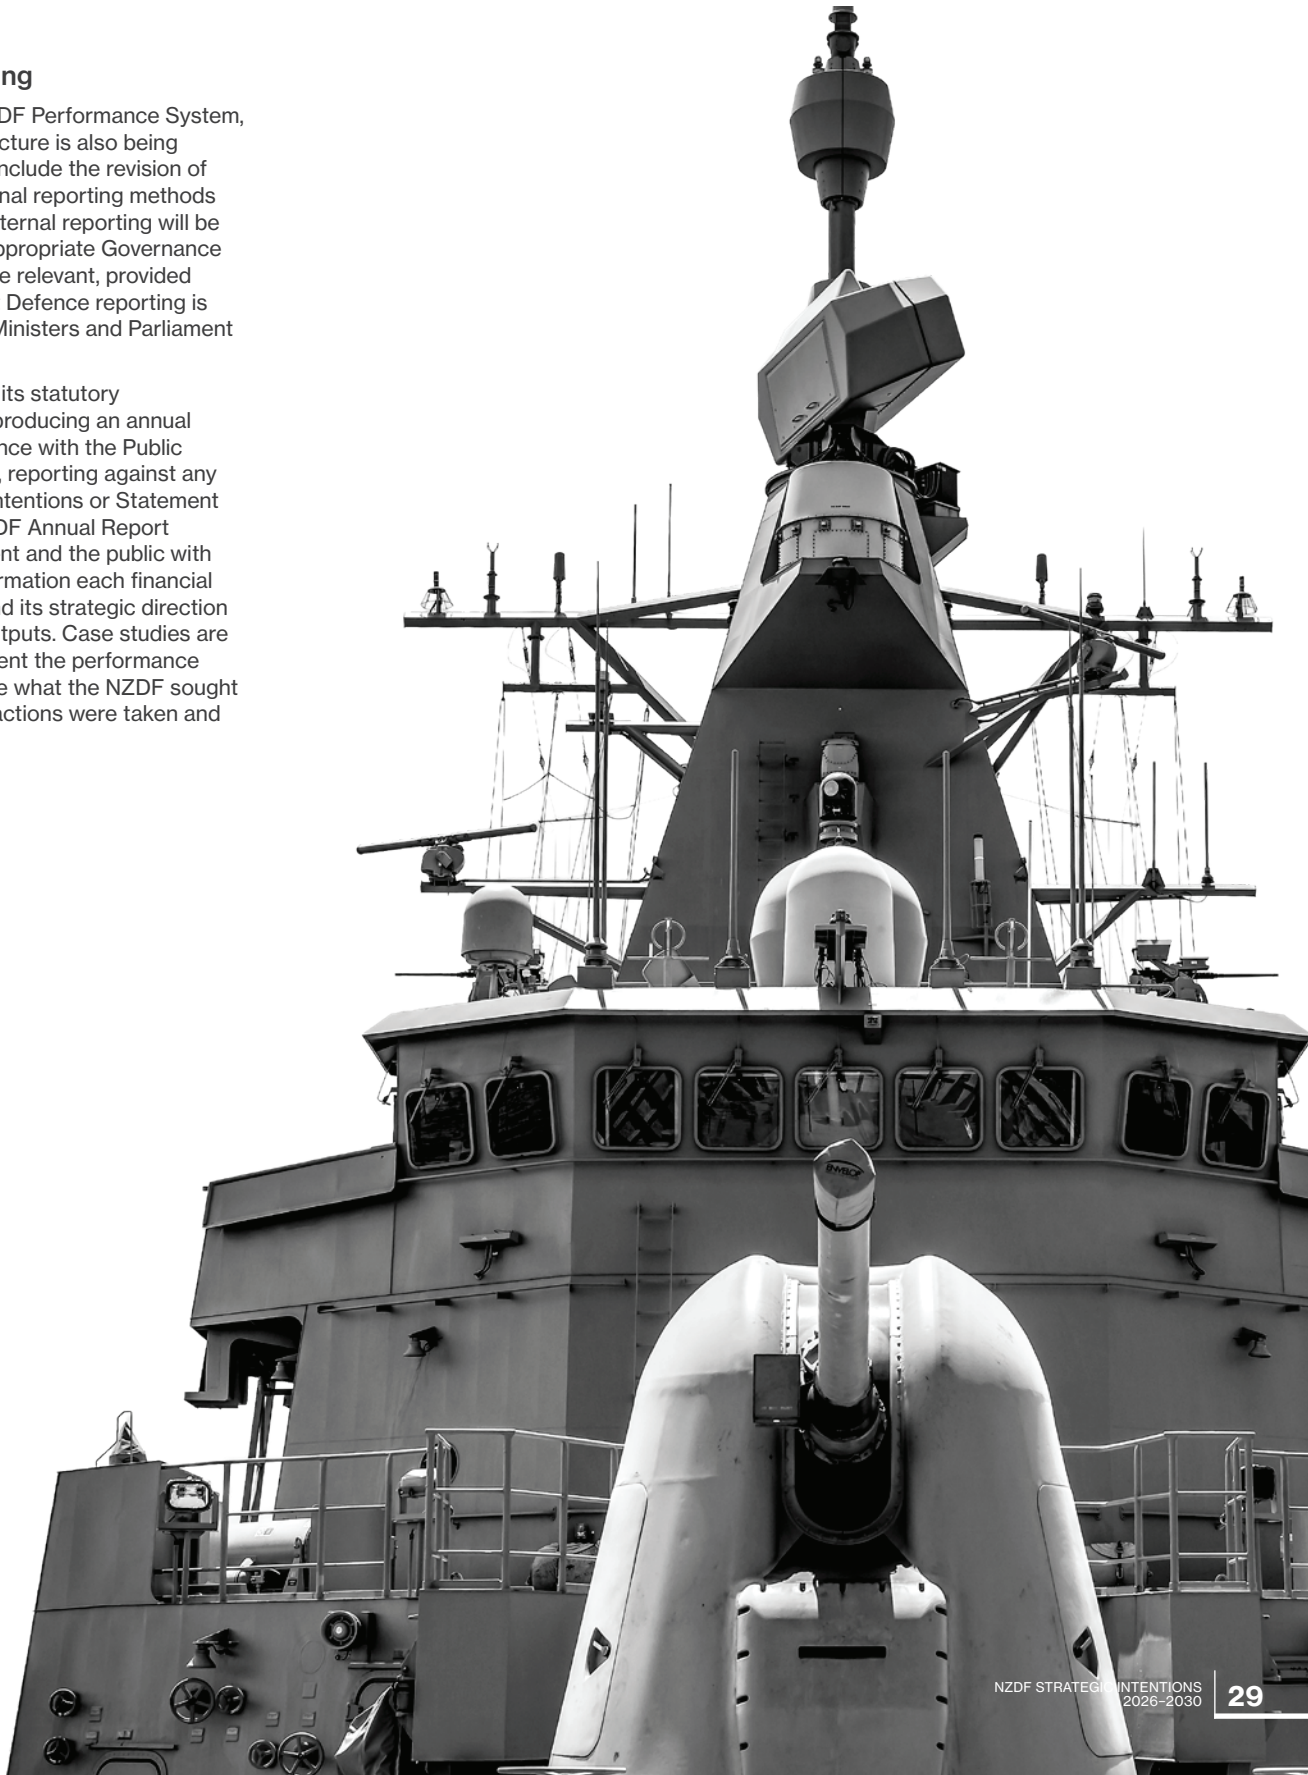 ng
DF Performance System,
cture is also being
nclude the revision of
nal reporting methods
ternal reporting will be
ppropriate Governance
e relevant, provided
Defence reporting is
Ministers and Parliament
its statutory
producing an annual
nce with the Public
, reporting against any
ntentions or Statement
DF Annual Report
nt and the public with
rmation each financial
nd its strategic direction
tputs. Case studies are
ent the performance
e what the NZDF sought
actions were taken and
NZDF STRATEGIC INTENTIONS
2026–2030
29